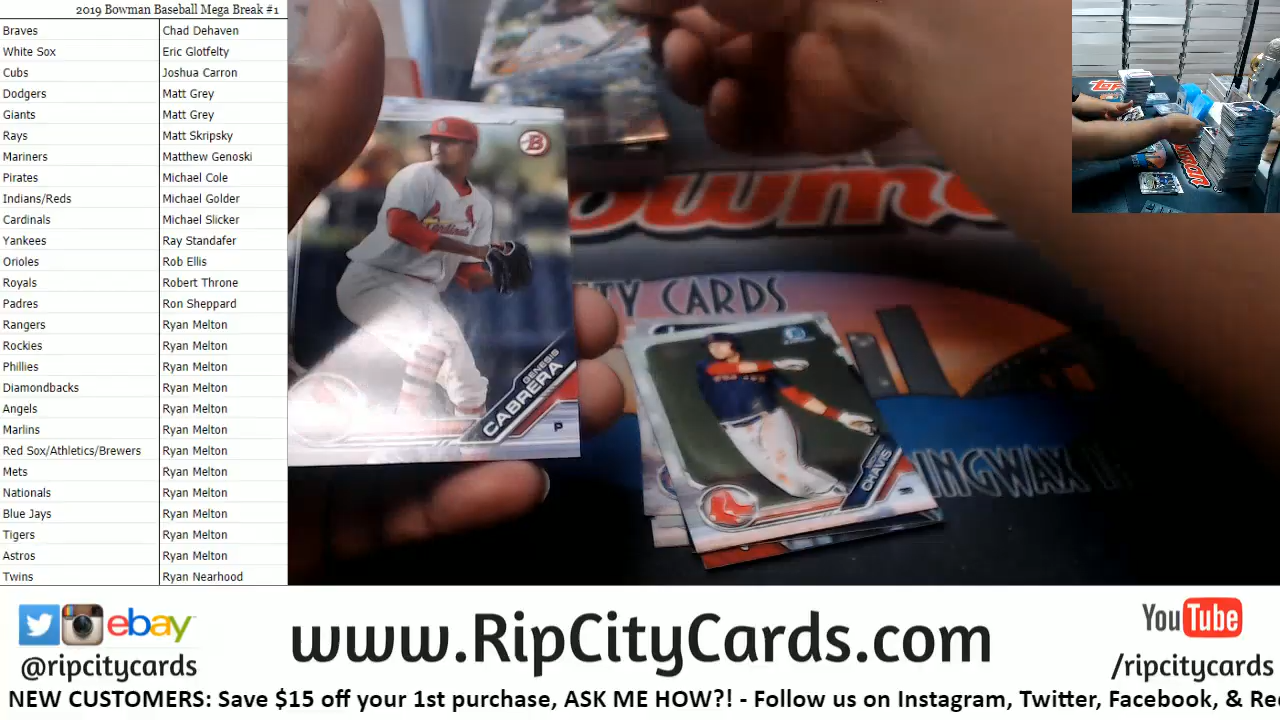 2019 Bowman Baseball Mega Break #1
Braves Chad Dehaven
White Sox Eric Glotfelty
Cubs Joshua Carron
Dodgers Matt Grey
Giants Matt Grey
Rays Matt Skripsky
Mariners Matthew Genoski
Pirates Michael Cole
Indians/Reds Michael Golder
Cardinals Michael Slicker
Yankees Ray Standafer
Orioles Rob Ellis
Royals Robert Throne
Padres Ron Sheppard
Rangers Ryan Melton
Rockies Ryan Melton
Phillies Ryan Melton
Diamondbacks Ryan Melton
Angels Ryan Melton
Marlins Ryan Melton
Red Sox/Athletics/Brewers Ryan Melton
Mets Ryan Melton
Nationals Ryan Melton
Blue Jays Ryan Melton
Tigers Ryan Melton
Astros Ryan Melton
Twins Ryan Nearhood
B
Cardinals
GENESIS
CABRERA
P
owma
TY CARDS
CHAVIS
INGWAX
ebay
@ripcitycards
www.RipCityCards.com
YouTube
/ripcitycards
NEW CUSTOMERS: Save $15 off your 1st purchase, ASK ME HOW?! - Follow us on Instagram, Twitter, Facebook, & Re